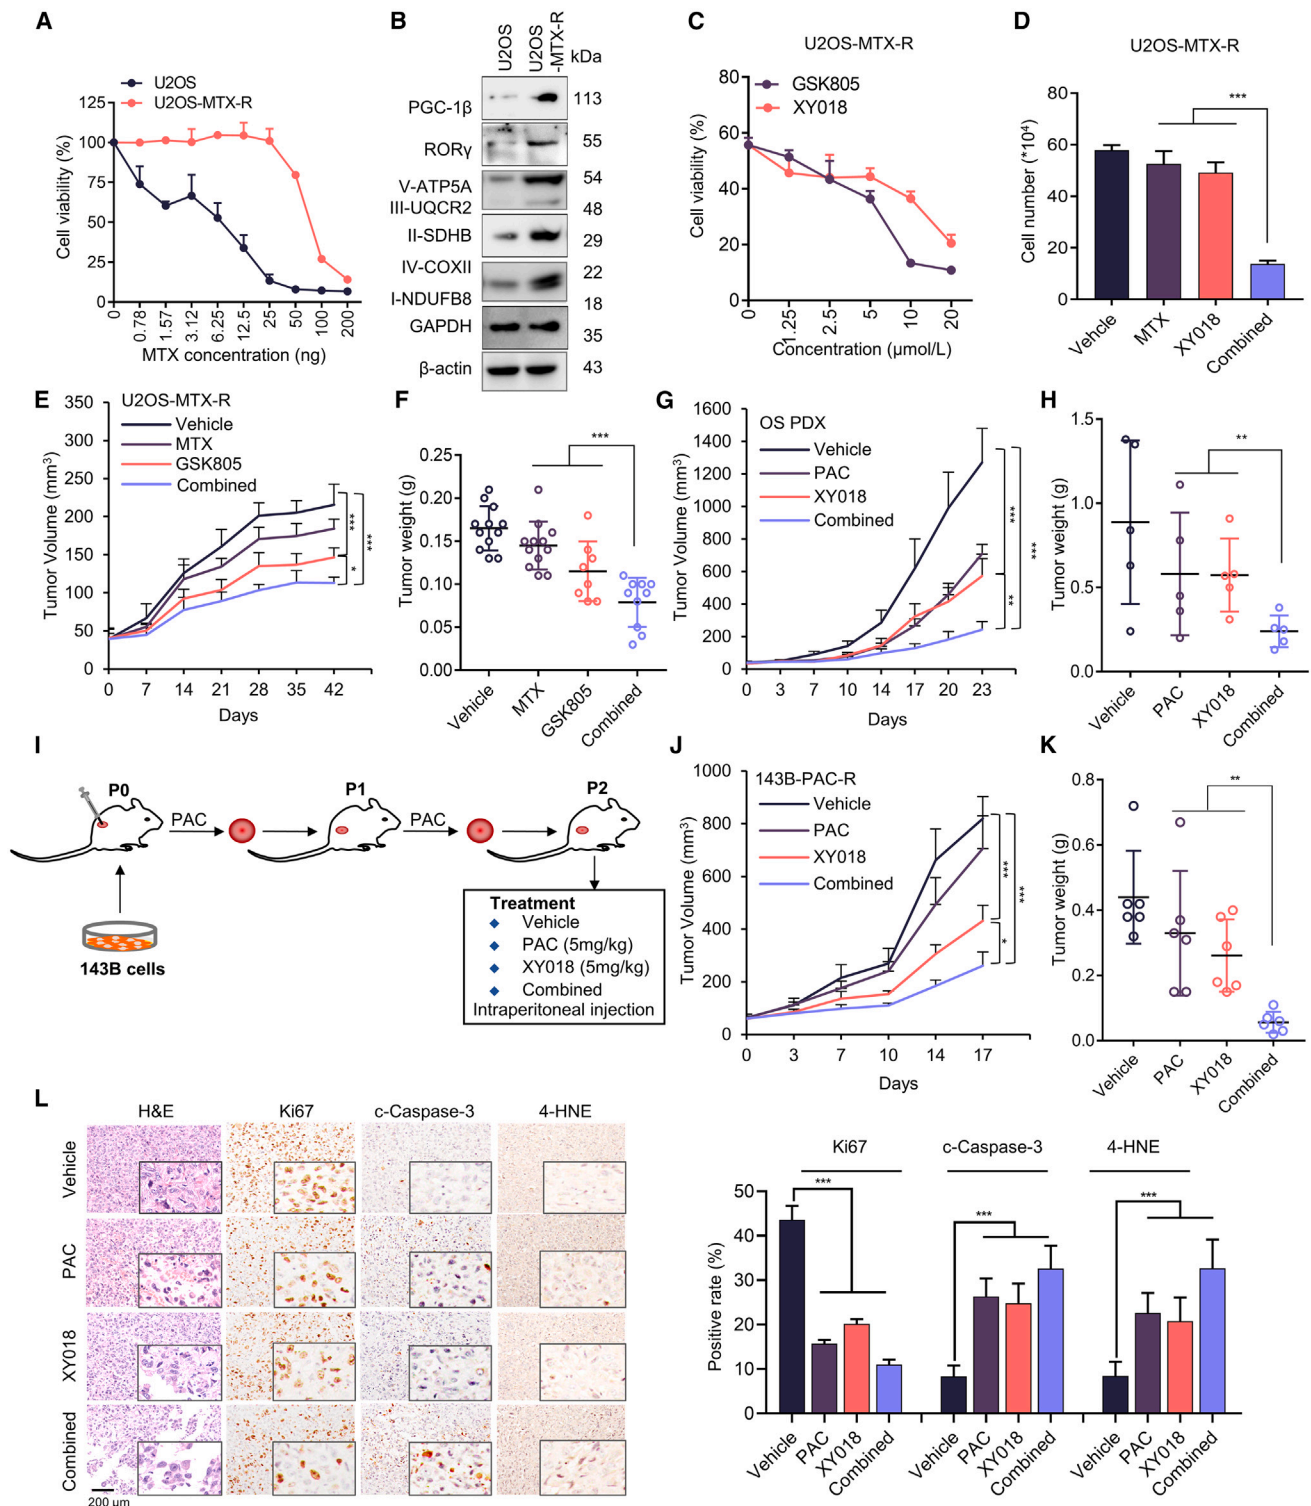 A
U2OS
U2OS-MTX-R
Cell viability (%)
125
100
75
50
25
0
0
0.78
1.57
3.12
6.25
12.5
25
50
100
200
MTX concentration (ng)
B
U2OS
U2OS
-MTX-R
kDa
PGC-1β
113
RORγ
55
V-ATP5A
54
III-UQCR2
48
II-SDHB
29
IV-COXII
22
I-NDUFB8
18
GAPDH
35
β-actin
43
C
U2OS-MTX-R
GSK805
XY018
Cell viability (%)
80
60
40
20
0
0
1.25
2.5
5
10
20
Concentration (μmol/L)
D
U2OS-MTX-R
***
Cell number (*10⁴)
80
60
40
20
0
Vehcle
MTX
XY018
Combined
E
U2OS-MTX-R
Vehicle
MTX
GSK805
Combined
Tumor Volume (mm³)
350
300
250
200
150
100
50
0
***
*
***
0
7
14
21
28
35
42
Days
F
***
Tumor weight (g)
0.25
0.20
0.15
0.10
0.05
0.00
Vehicle
MTX
GSK805
Combined
G
OS PDX
Vehicle
PAC
XY018
Combined
Tumor Volume (mm³)
1600
1400
1200
1000
800
600
400
200
0
***
**
***
0
3
7
10
14
17
20
23
Days
H
**
Tumor weight (g)
1.5
1.0
0.5
0.0
Vehicle
PAC
XY018
Combined
I
P0
PAC
P1
PAC
P2
143B cells
Treatment
Vehicle
PAC (5mg/kg)
XY018 (5mg/kg)
Combined
Intraperitoneal injection
J
143B-PAC-R
Vehicle
PAC
XY018
Combined
Tumor Volume (mm³)
1000
800
600
400
200
0
***
*
***
0
3
7
10
14
17
Days
K
**
Tumor weight (g)
0.8
0.6
0.4
0.2
0.0
Vehicle
PAC
XY018
Combined
L
H&E
Ki67
c-Caspase-3
4-HNE
Vehicle
PAC
XY018
Combined
200 μm
Ki67
c-Caspase-3
4-HNE
***
***
***
Positive rate (%)
50
40
30
20
10
0
Vehicle
PAC
XY018
Combined
Vehicle
PAC
XY018
Combined
Vehicle
PAC
XY018
Combined